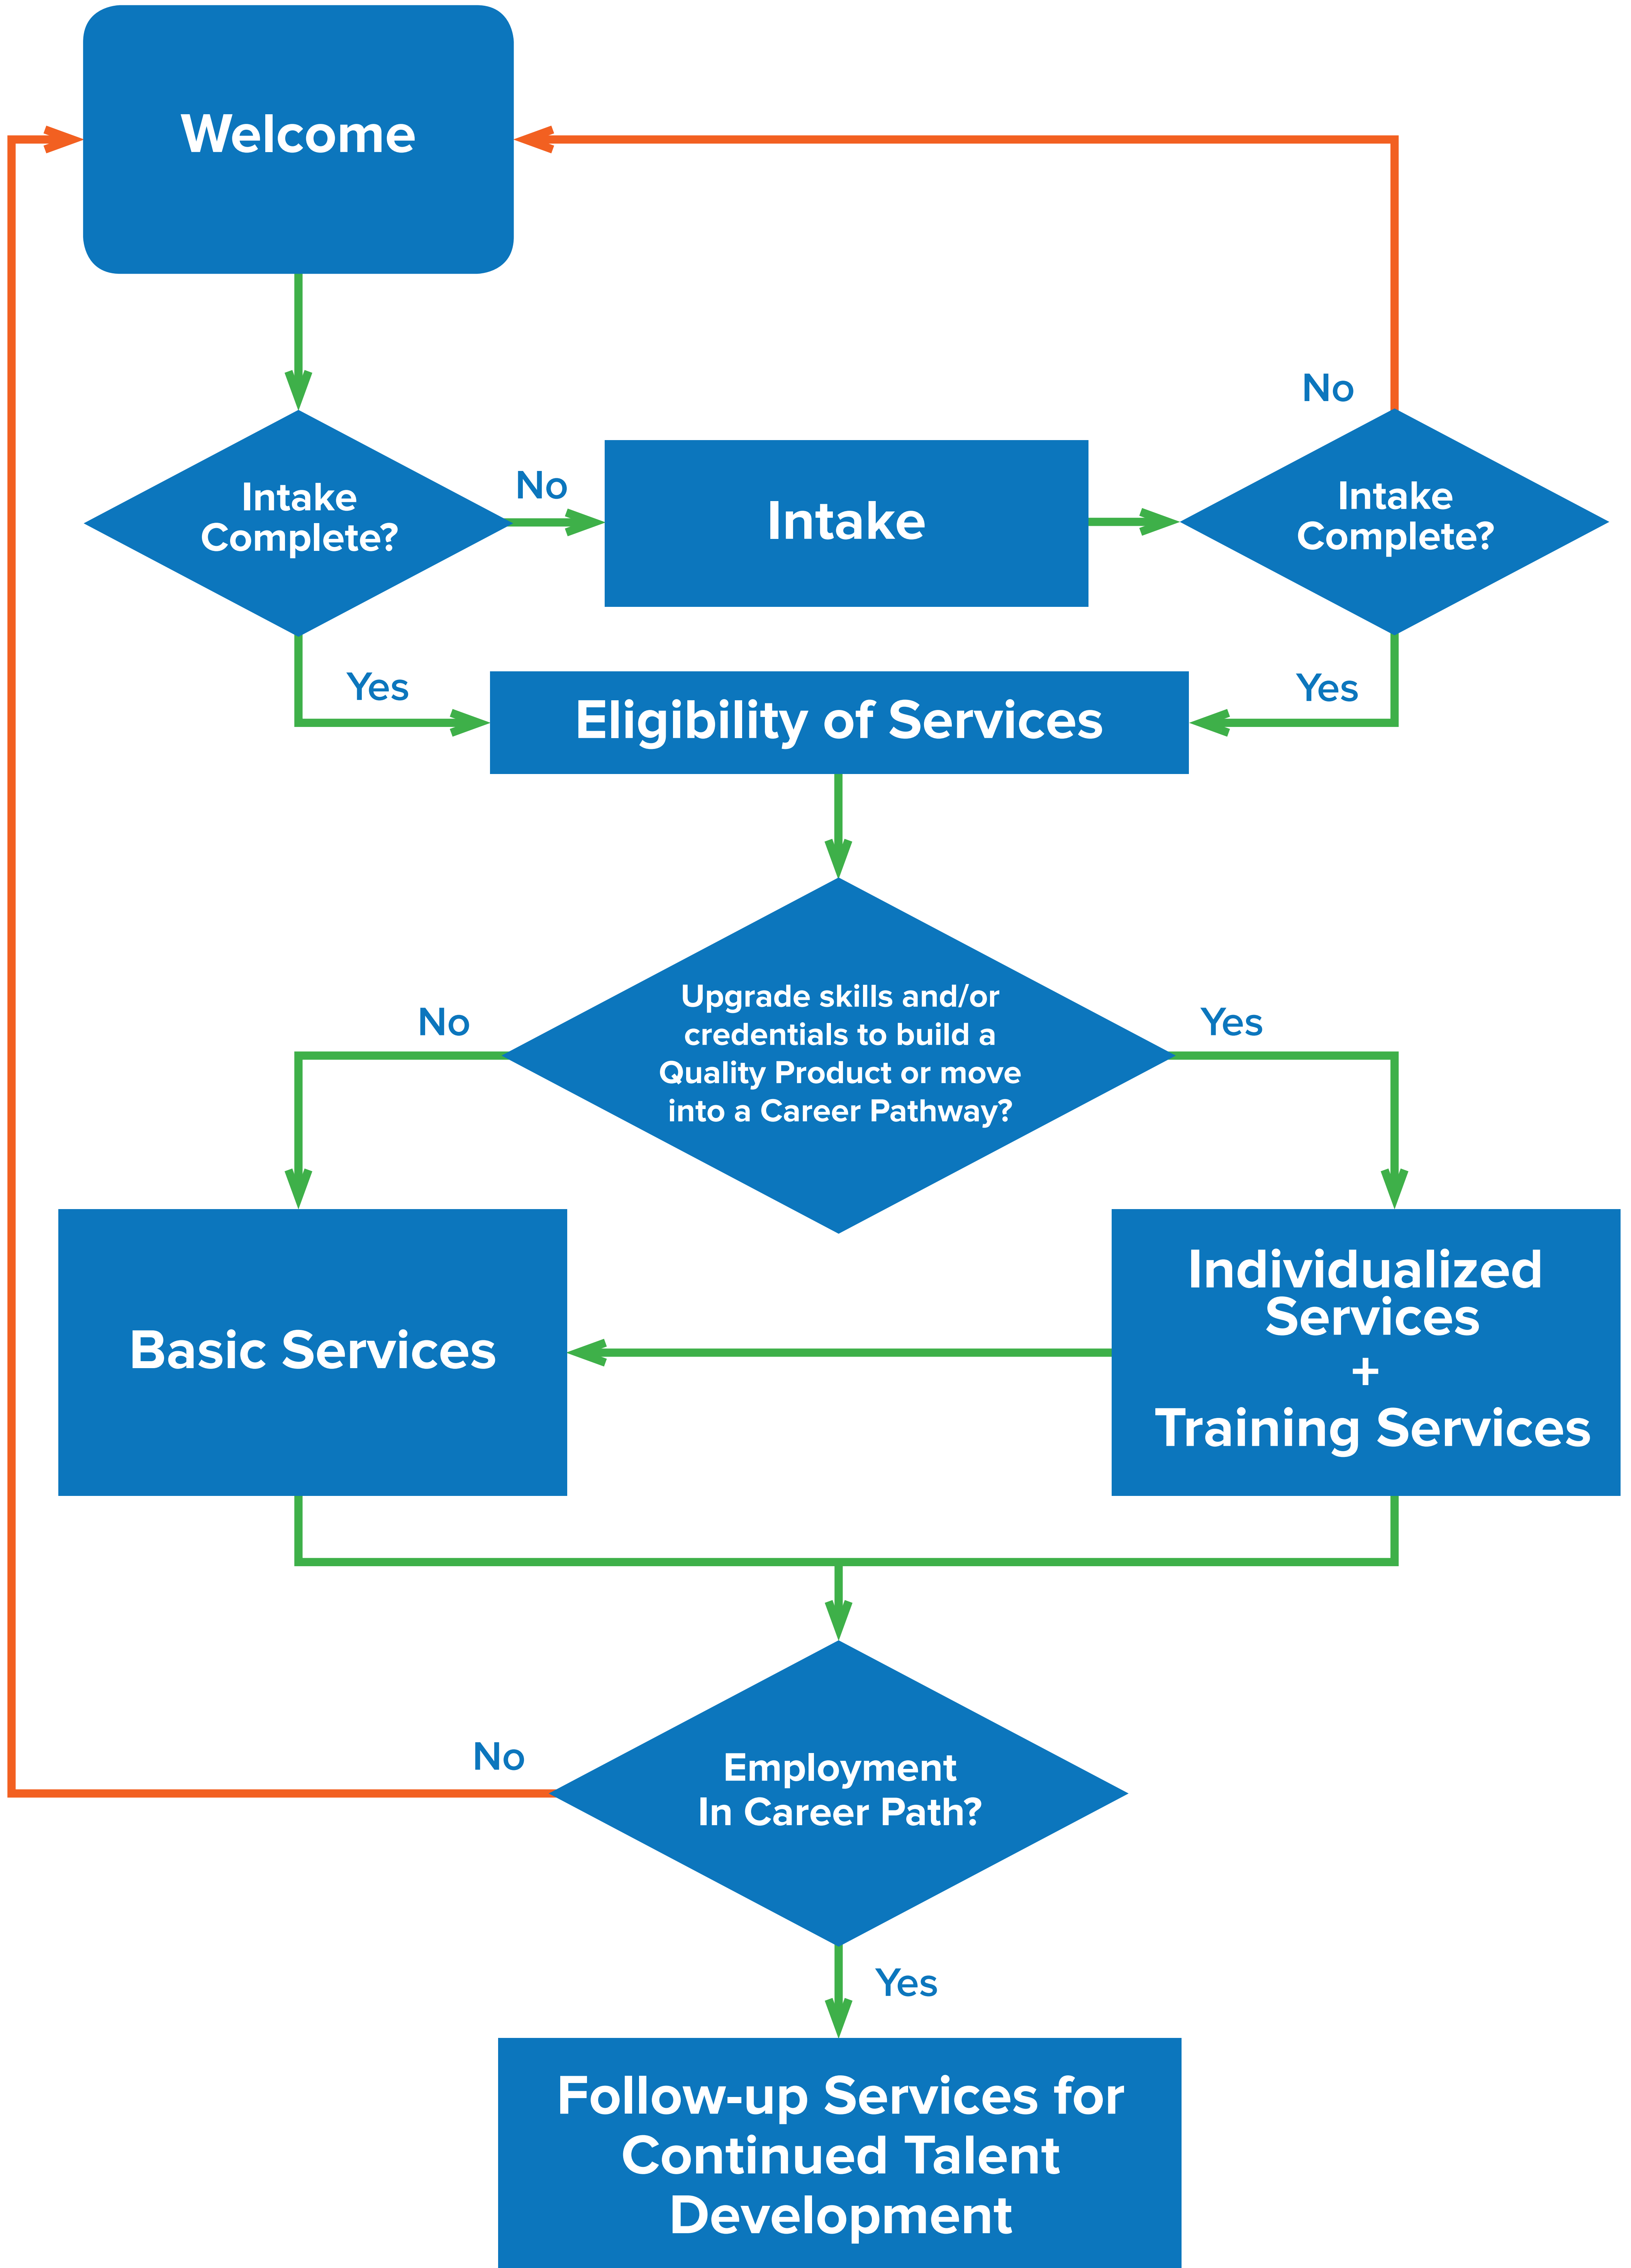 Welcome
No
Intake
Complete?
No
Intake
Intake
Complete?
Yes
Eligibility of Services
Yes
Upgrade skills and/or
credentials to build a
Quality Product or move
into a Career Pathway?
No
Yes
Basic Services
Individualized
Services
+
Training Services
No
Employment
In Career Path?
Yes
Follow-up Services for
Continued Talent
Development